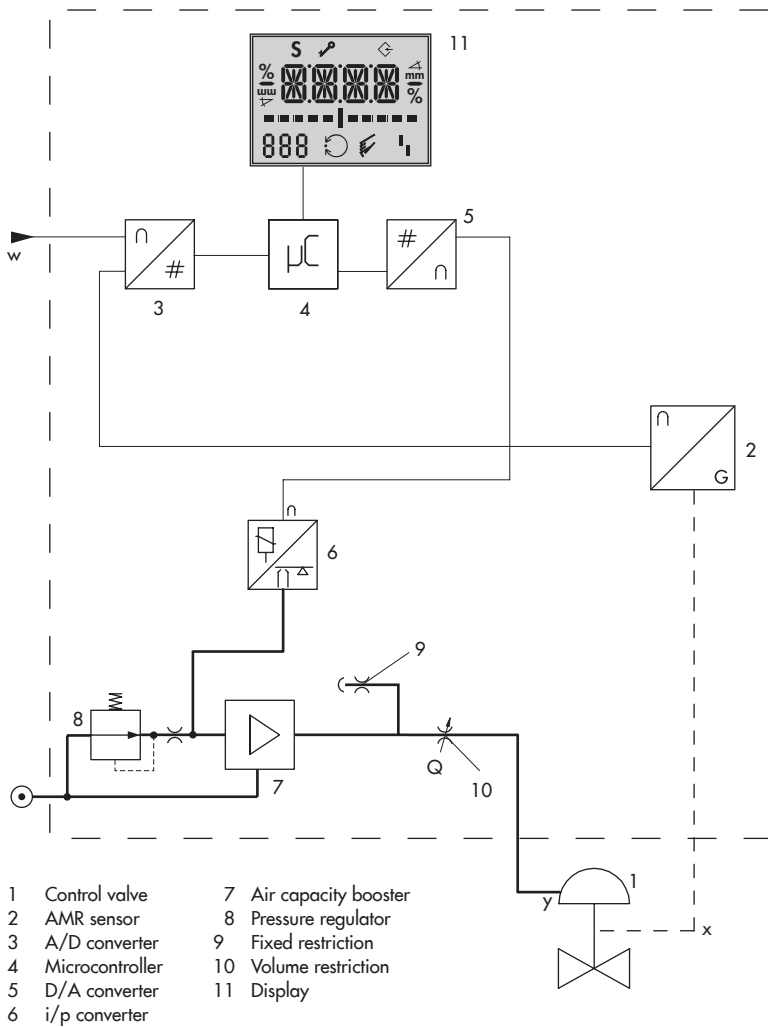 11
S
% mm
mm %
888
w
3
µC
4
5
#
∩
∩
#
∩
G
2
∩
6
9
8
7
Q
10
y
1
x
1 Control valve
2 AMR sensor
3 A/D converter
4 Microcontroller
5 D/A converter
6 i/p converter
7 Air capacity booster
8 Pressure regulator
9 Fixed restriction
10 Volume restriction
11 Display